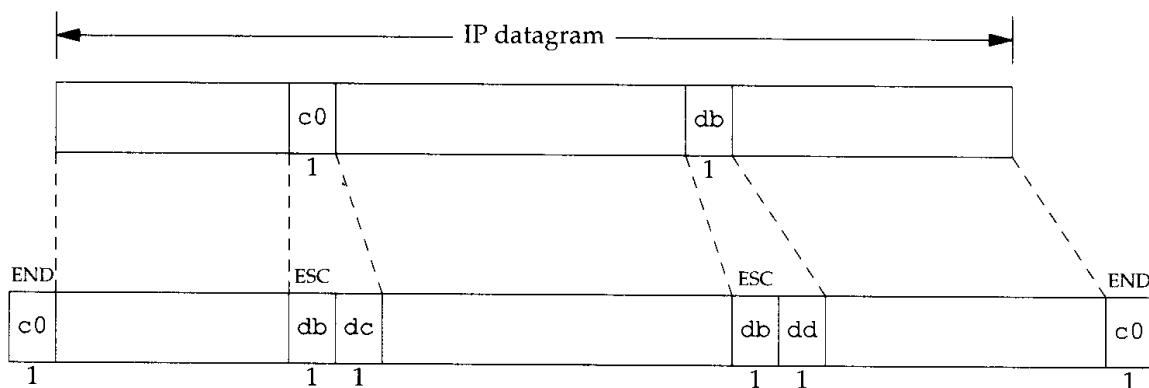 IP datagram
c0 db
1 1
END ESC ESC END
c0 db dc db dd c0
1 1 1 1 1 1